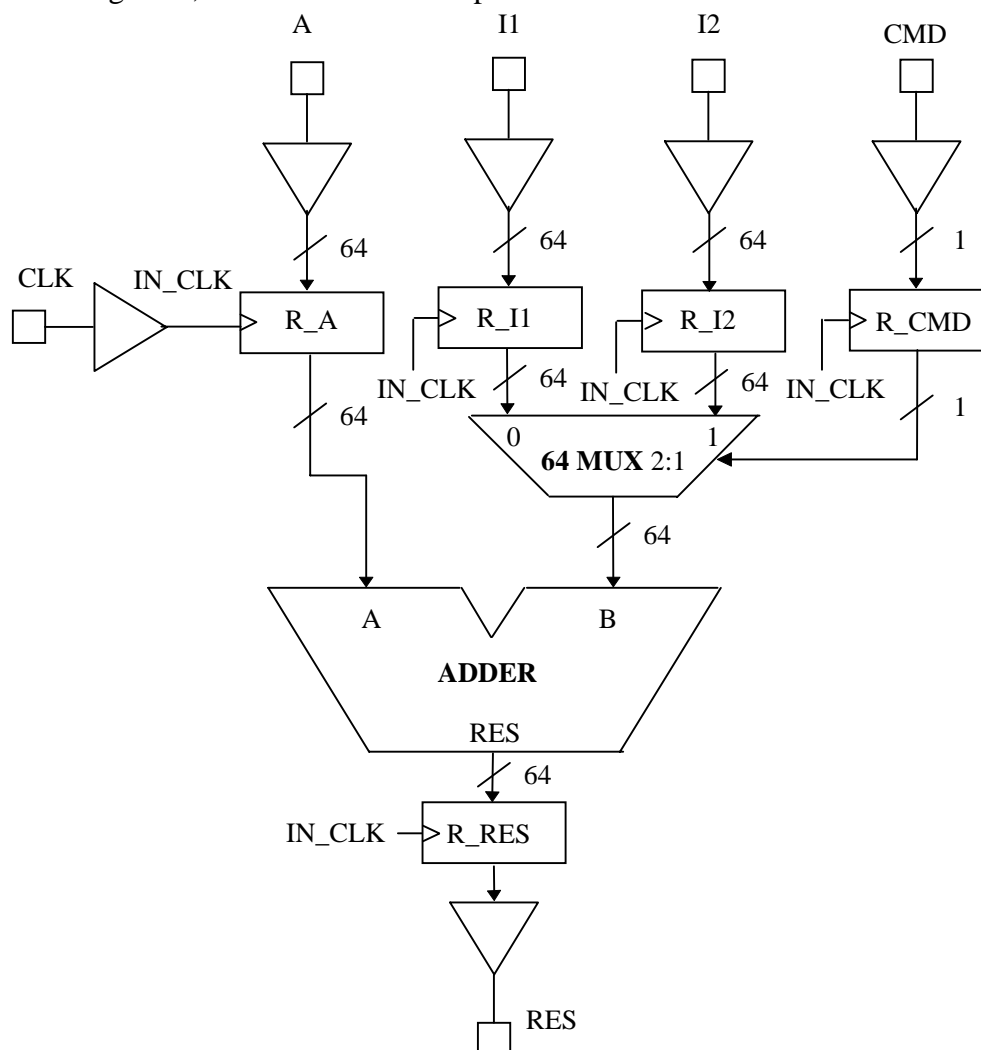 A I1 I2 CMD
64 64 64 1
CLK IN_CLK
R_A R_I1 R_I2 R_CMD
IN_CLK 64 IN_CLK 64 IN_CLK
64 1
0 1
64 MUX 2:1
64
A B
ADDER
RES
64
IN_CLK R_RES
RES